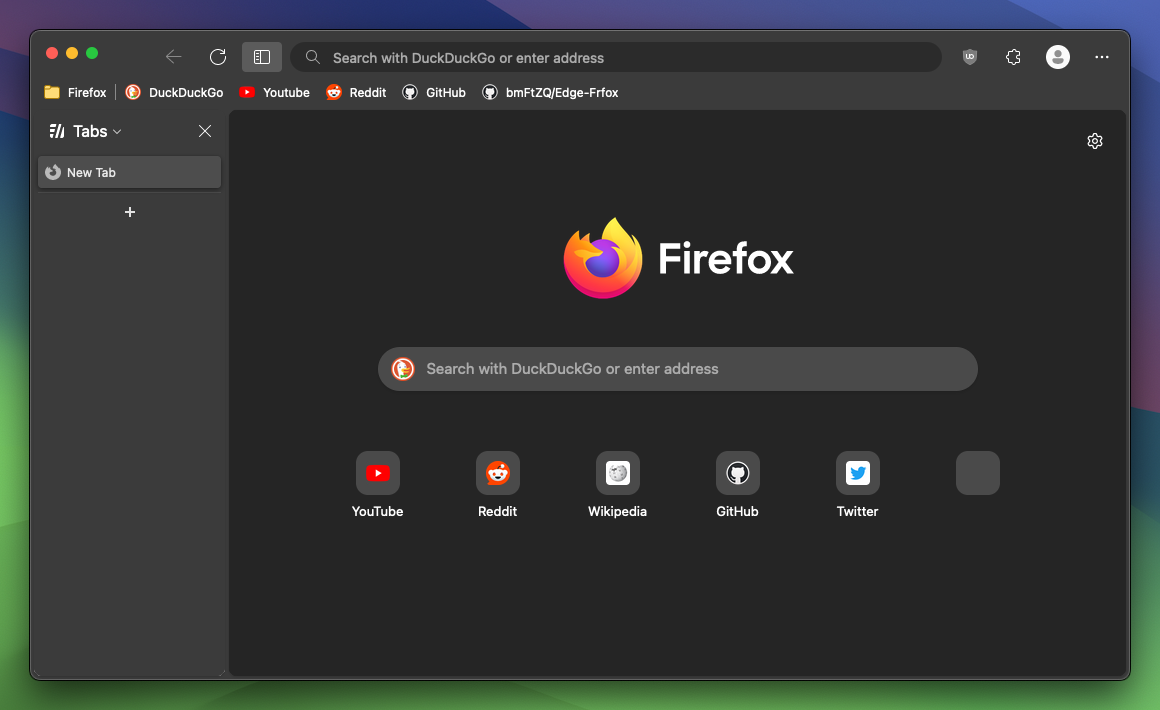 Search with DuckDuckGo or enter address
Firefox DuckDuckGo Youtube Reddit GitHub bmFtZQ/Edge-Frfox
Tabs
New Tab
Firefox
Search with DuckDuckGo or enter address
YouTube Reddit Wikipedia GitHub Twitter